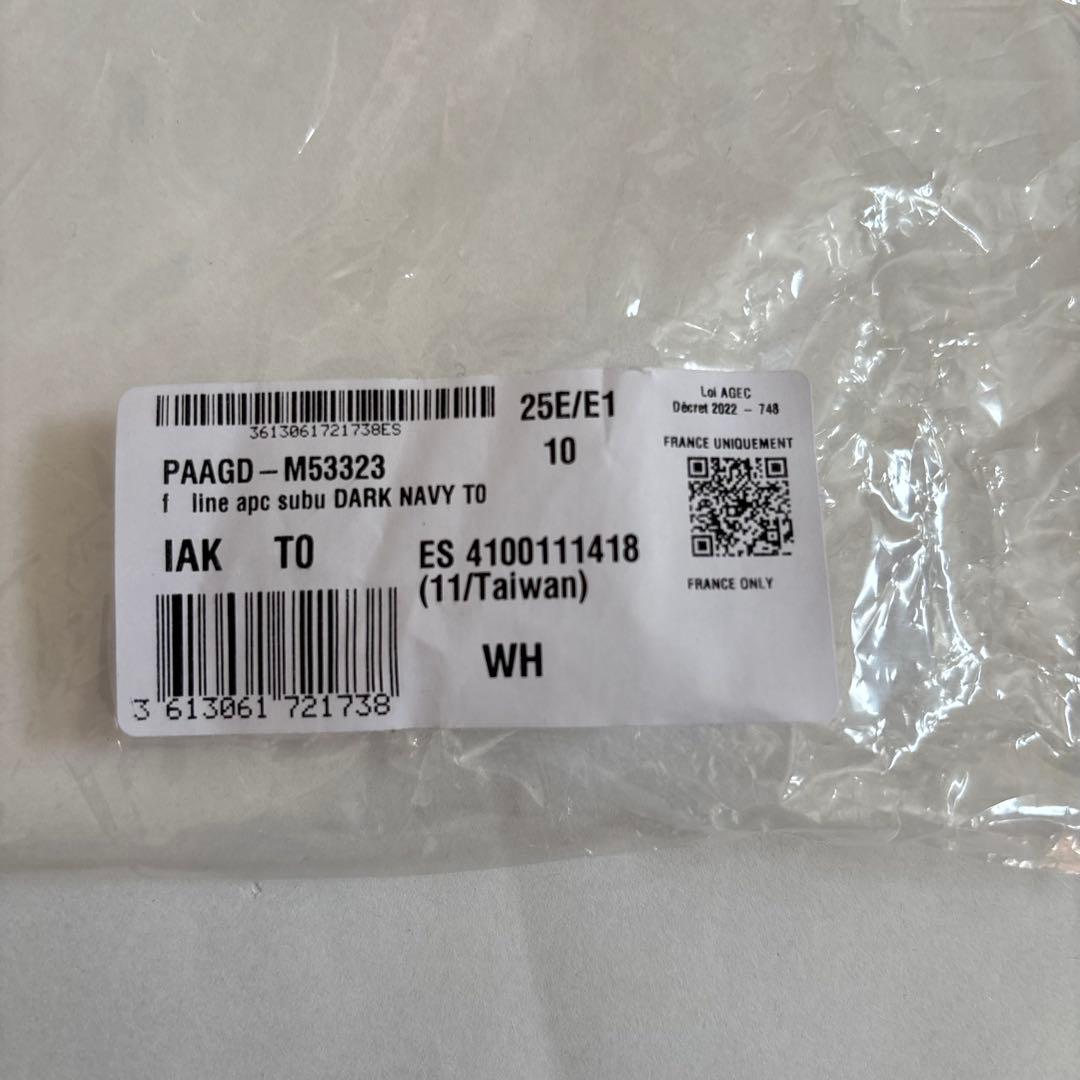 3613061721738ES
25E/E1
10
PAAGD – M53323
f line apc subu DARK NAVY T0
IAK T0
ES 4100111418
(11/Taiwan)
WH
3 613061 721738
Loi AGEC
Décret 2022 – 748
FRANCE UNIQUEMENT
FRANCE ONLY